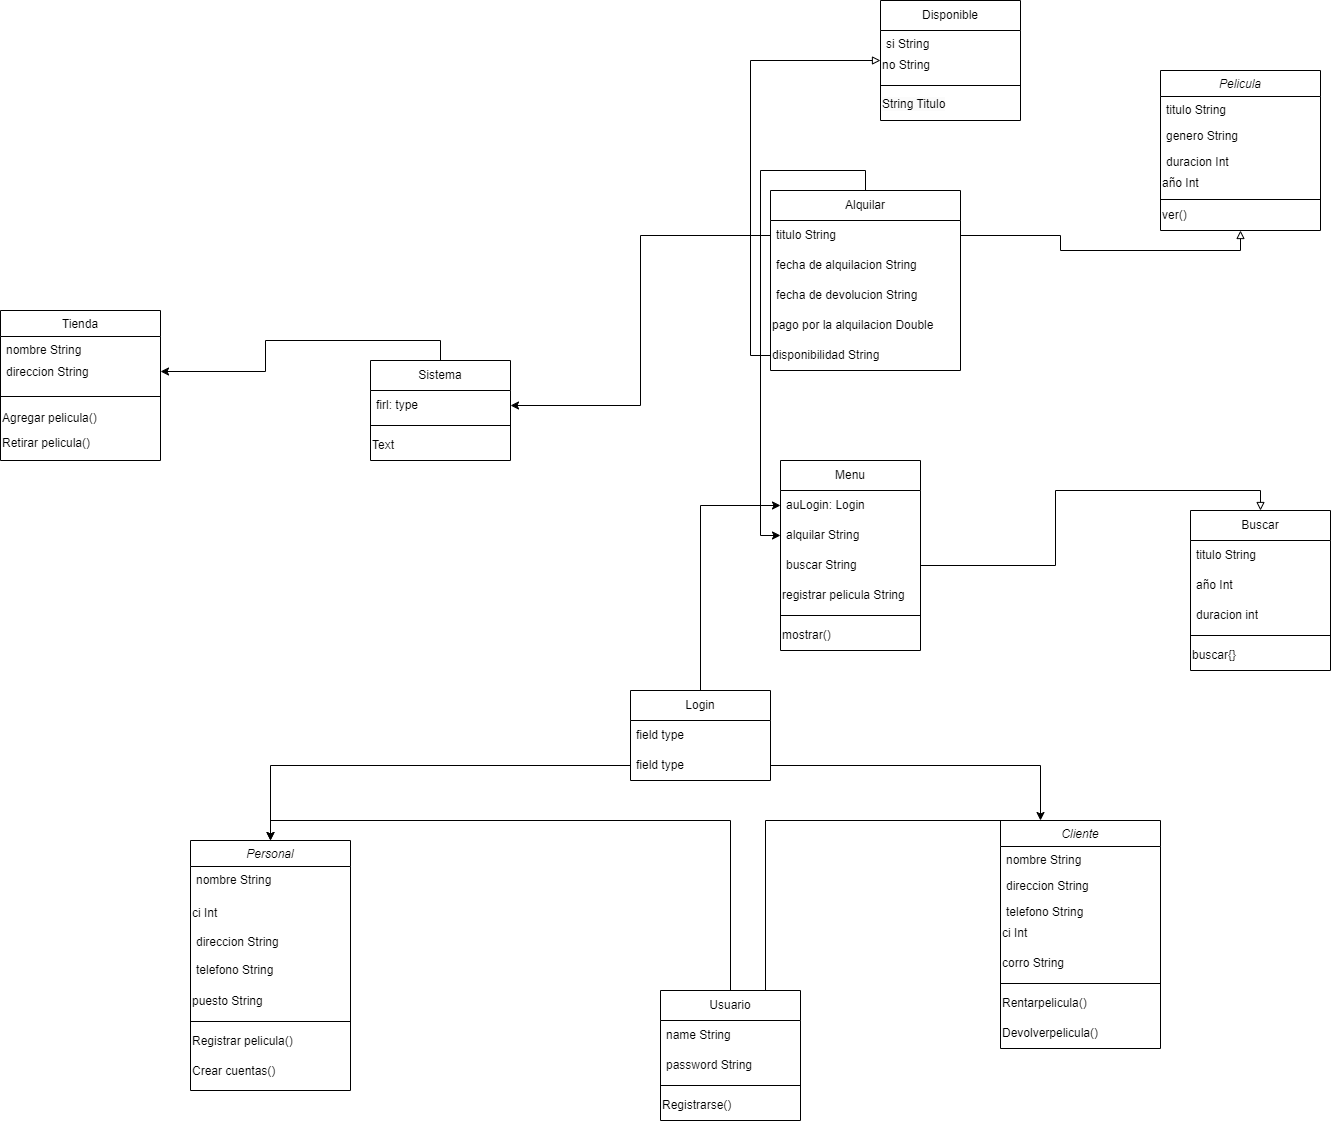 Disponible
si String
no String
String Titulo
Pelicula
titulo String
genero String
duracion Int
año Int
ver()
Alquilar
titulo String
fecha de alquilacion String
fecha de devolucion String
pago por la alquilacion Double
disponibilidad String
Tienda
nombre String
direccion String
Agregar pelicula()
Retirar pelicula()
Sistema
firl: type
Text
Menu
auLogin: Login
alquilar String
buscar String
registrar pelicula String
mostrar()
Buscar
titulo String
año Int
duracion int
buscar{}
Login
field type
field type
Personal
nombre String
ci Int
direccion String
telefono String
puesto String
Registrar pelicula()
Crear cuentas()
Usuario
name String
password String
Registrarse()
Cliente
nombre String
direccion String
telefono String
ci Int
corro String
Rentarpelicula()
Devolverpelicula()